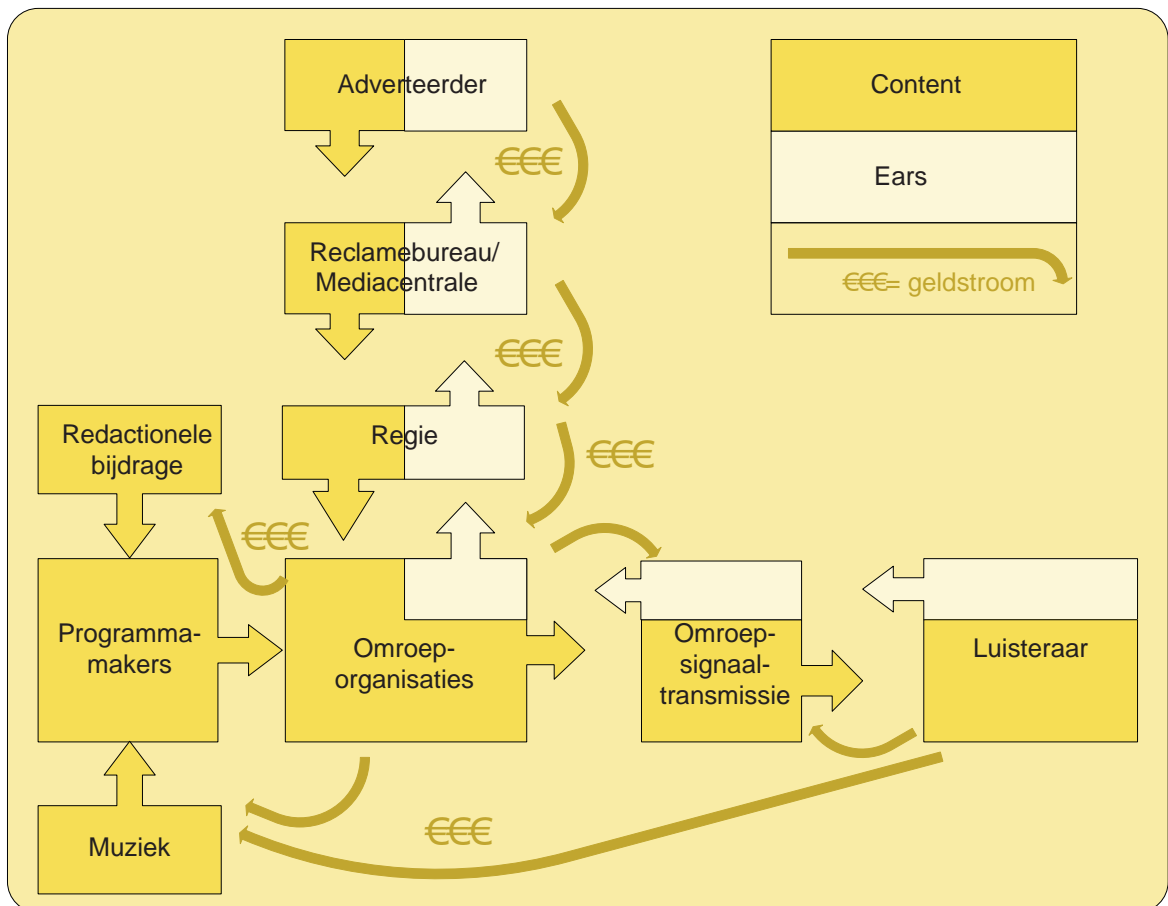 Adverteerder
€€€
Reclamebureau/
Mediacentrale
€€€
Regie
€€€
Redactionele
bijdrage
€€€
Programma-
makers
Omroep-
organisaties
Omroep-
signaal-
transmissie
Luisteraar
Muziek
€€€
Content
Ears
€€€= geldstroom